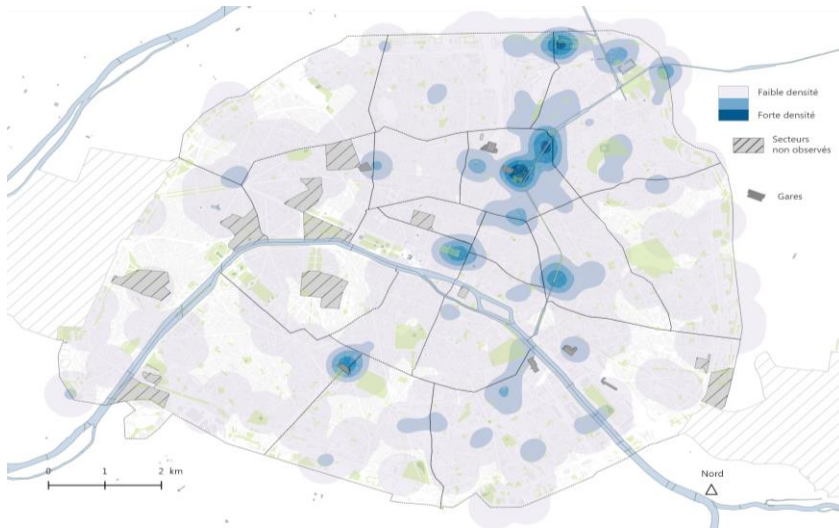 Faible densité
Forte densité
Secteurs
non observés
Gares
0 1 2 km
Nord